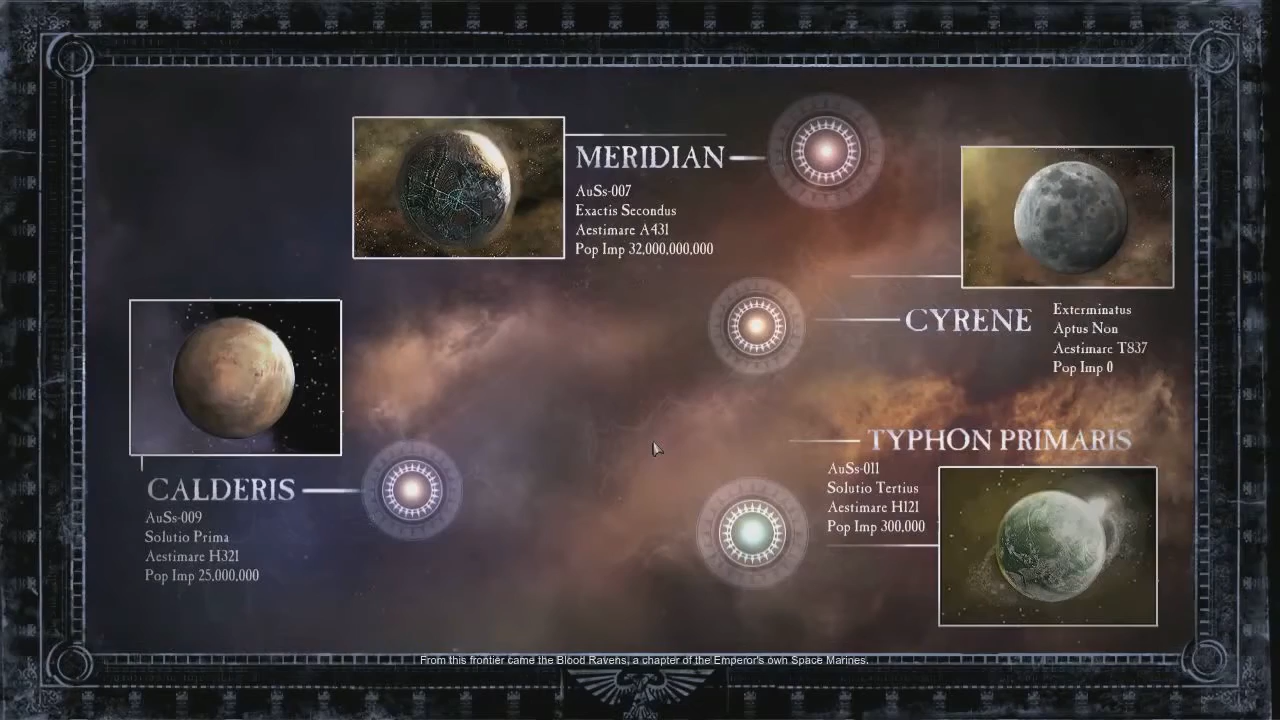 MERIDIAN
AuSs-007
Exactis Secundus
Aestimare A431
Pop Imp 32,000,000,000
CYRENE
Exterminatus
Aptus Non
Aestimare T837
Pop Imp 0
TYPHON PRIMARIS
AuSs-011
Solutio Tertius
Aestimare H121
Pop Imp 300,000
CALDERIS
AuSs-009
Solutio Prima
Aestimare H321
Pop Imp 25,000,000
From this frontier came the Blood Ravens, a chapter of the Emperor's own Space Marines.